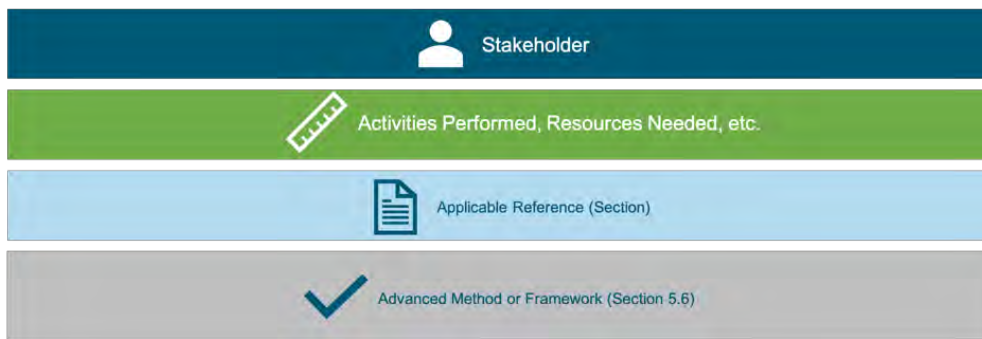 Stakeholder
Activities Performed, Resources Needed, etc.
Applicable Reference (Section)
Advanced Method or Framework (Section 5.6)